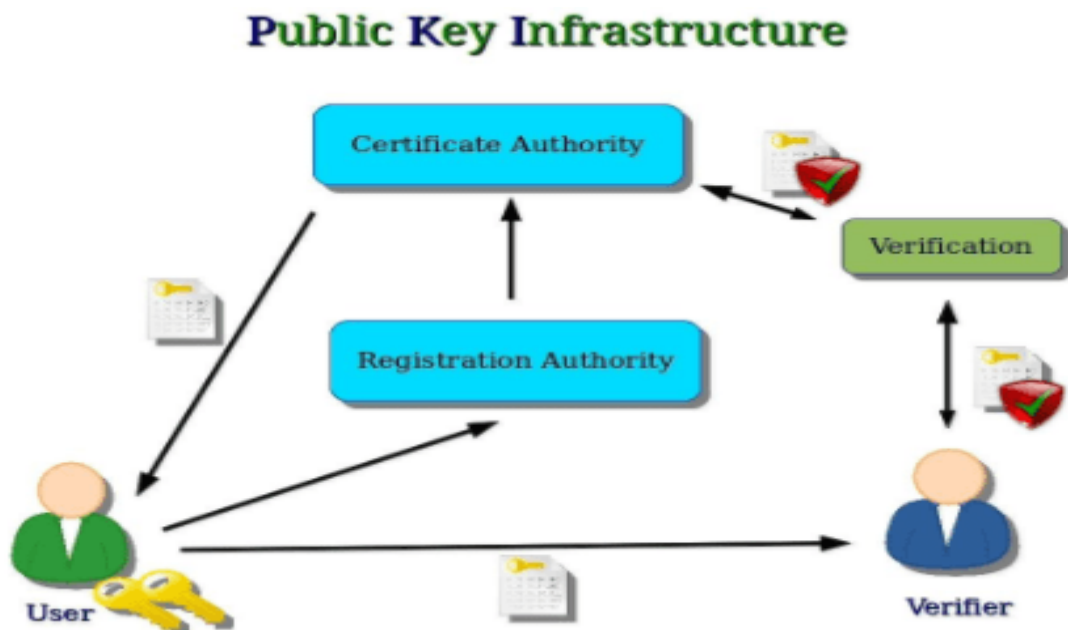 Public Key Infrastructure
Certificate Authority
Verification
Registration Authority
User
Verifier